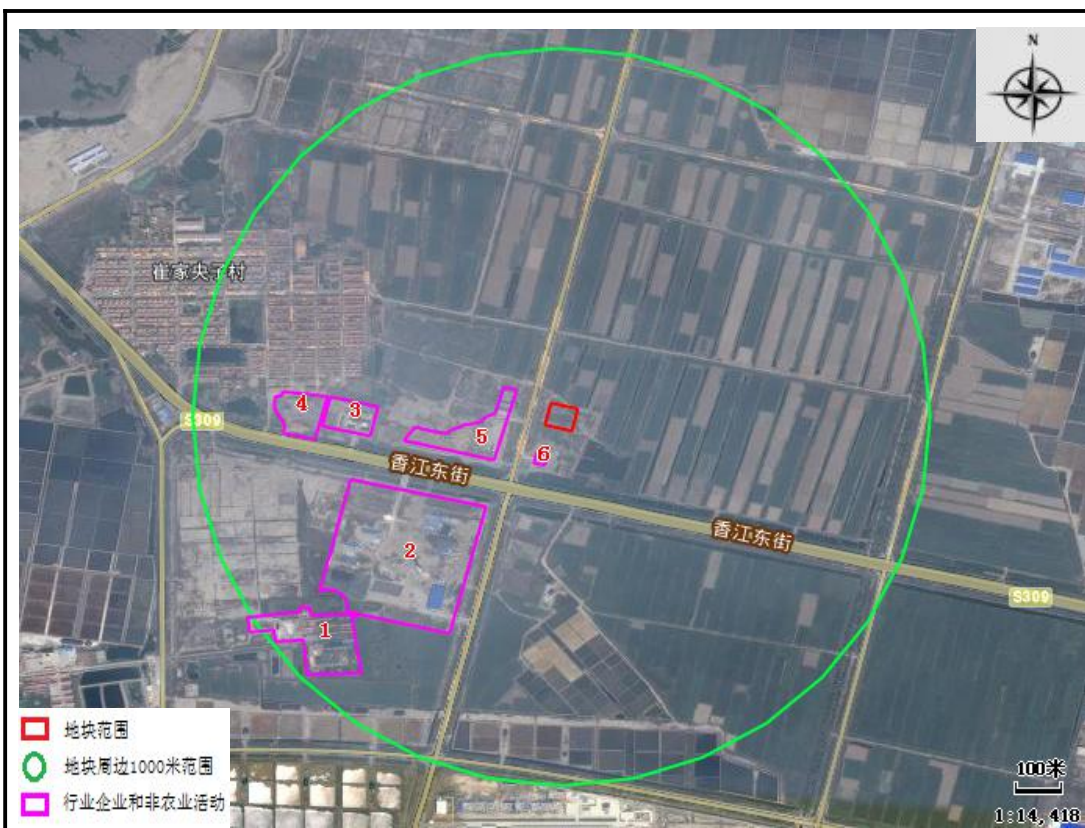 N
崔家央子村
S309
4
3
5
6
香江东街
2
香江东街
S309
1
地块范围
地块周边1000米范围
行业企业和非农业活动
100米
1:14,418